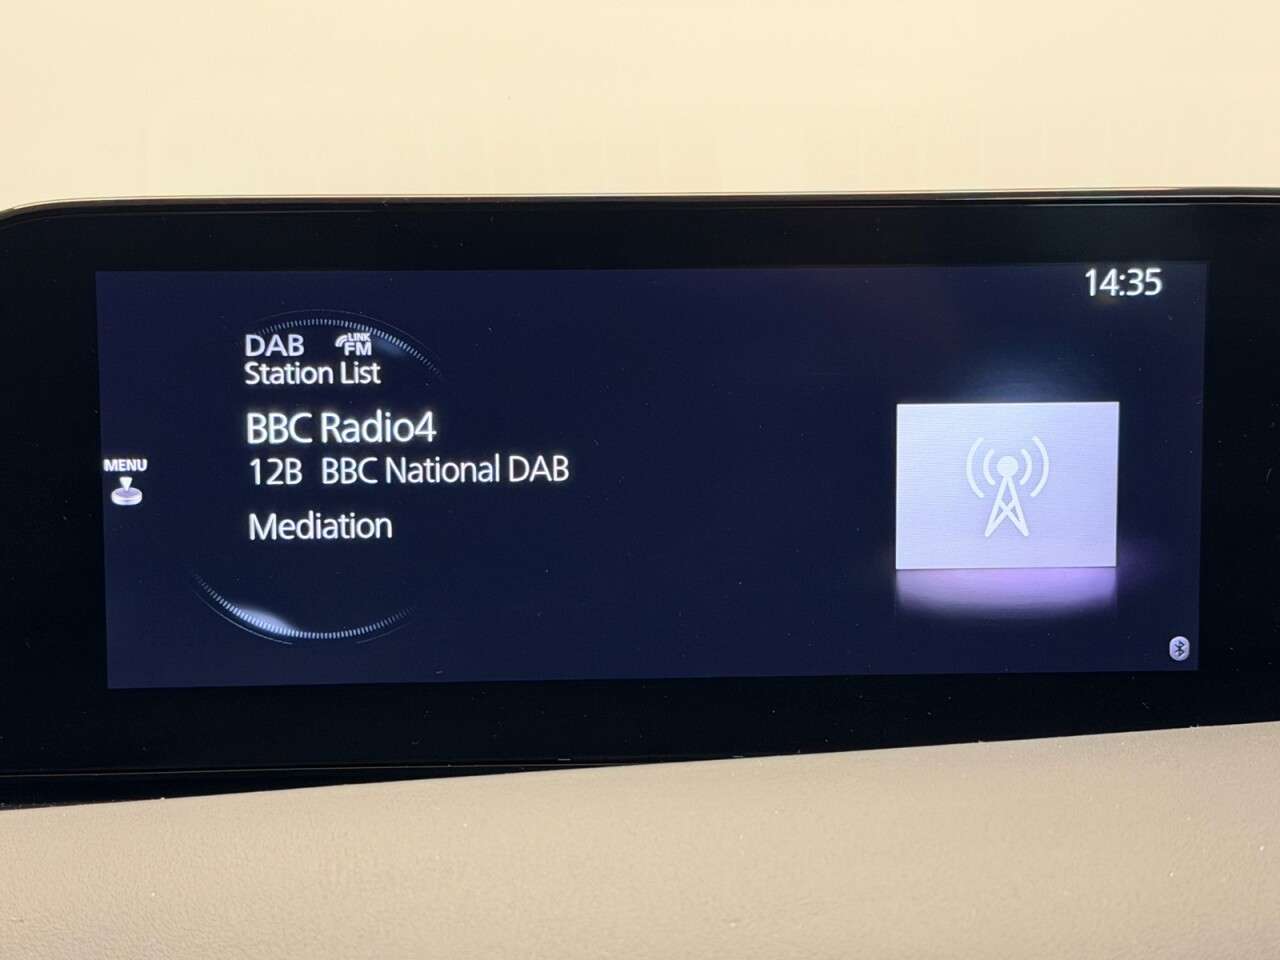 14:35
DAB LINK FM
Station List
BBC Radio4
MENU
12B BBC National DAB
Mediation